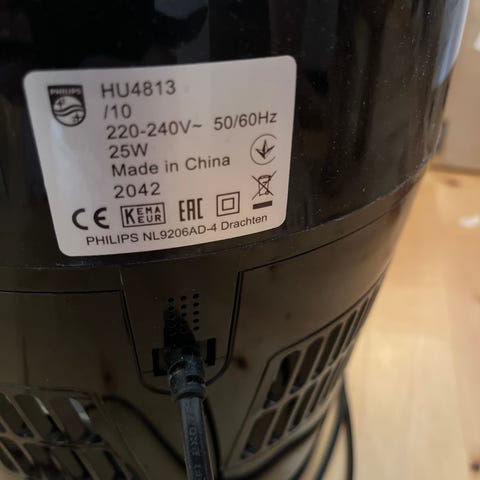 PHILIPS
HU4813
/10
220-240V~ 50/60Hz
25W
Made in China
2042
CE KEMA EUR EAC
PHILIPS NL9206AD-4 Drachten